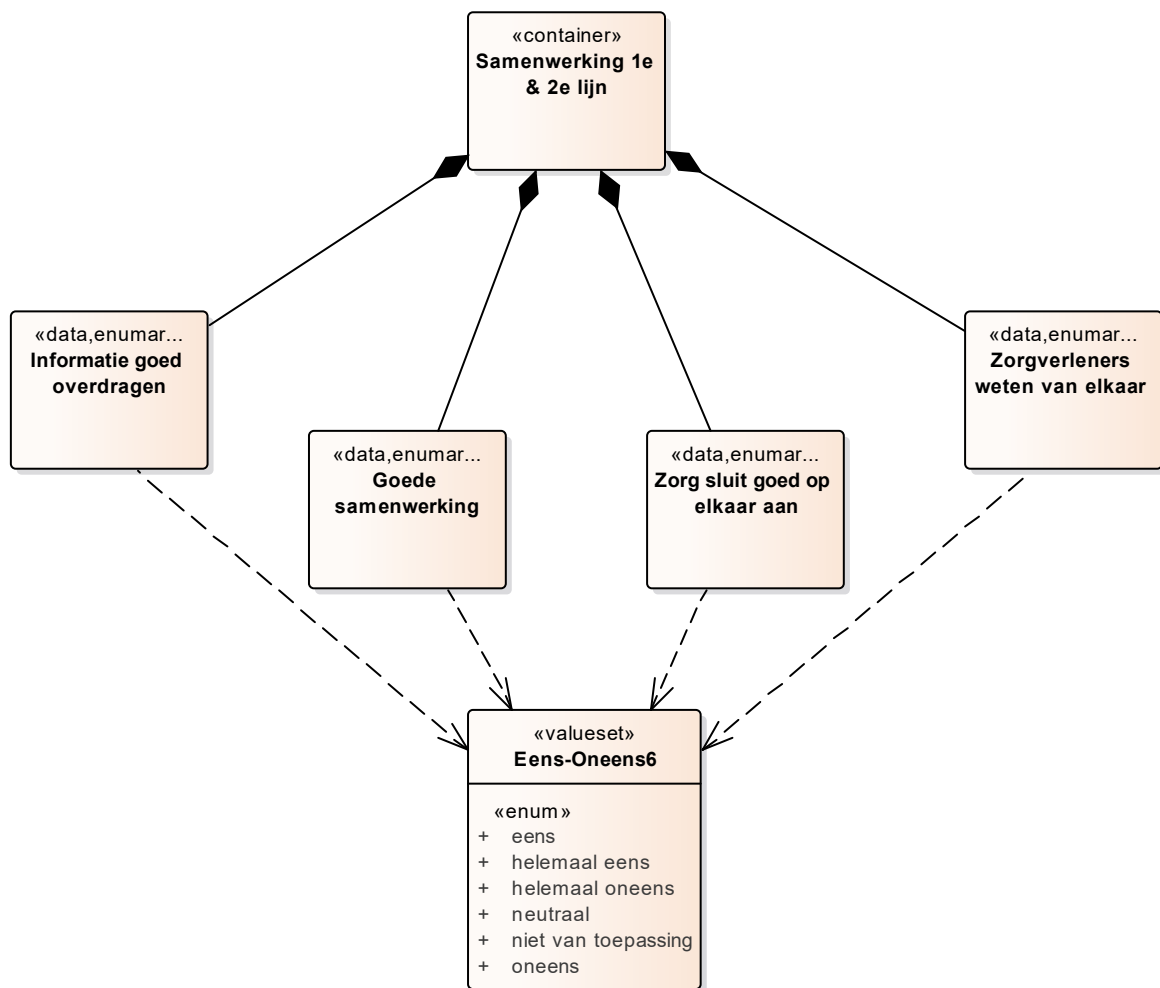 «container»
Samenwerking 1e
& 2e lijn
«data,enumar...
Informatie goed
overdragen
«data,enumar...
Zorgverleners
weten van elkaar
«data,enumar...
Goede
samenwerking
«data,enumar...
Zorg sluit goed op
elkaar aan
«valueset»
Eens-Oneens6
«enum»
+ eens
+ helemaal eens
+ helemaal oneens
+ neutraal
+ niet van toepassing
+ oneens